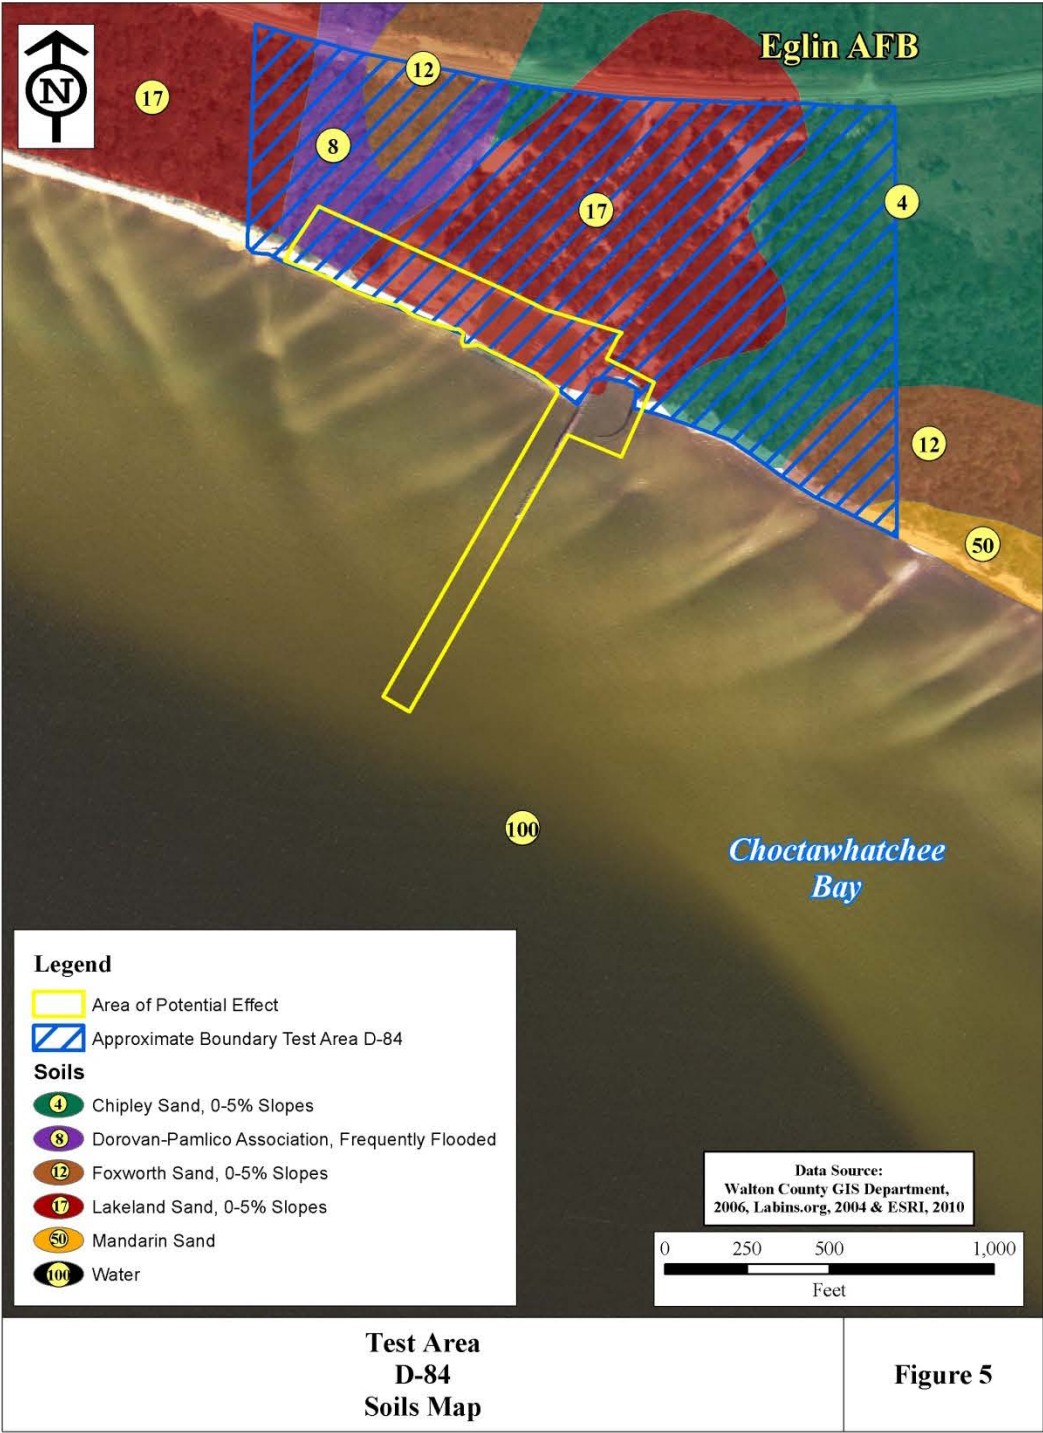 N
Eglin AFB
12
17
8
17
4
12
50
100
Choctawhatchee
Bay
Legend
Area of Potential Effect
Approximate Boundary Test Area D-84
Soils
4 Chipley Sand, 0-5% Slopes
8 Dorovan-Pamlico Association, Frequently Flooded
12 Foxworth Sand, 0-5% Slopes
17 Lakeland Sand, 0-5% Slopes
50 Mandarin Sand
100 Water
Data Source:
Walton County GIS Department,
2006, Labins.org, 2004 & ESRI, 2010
0 250 500 1,000
Feet
Test Area
D-84
Soils Map
Figure 5